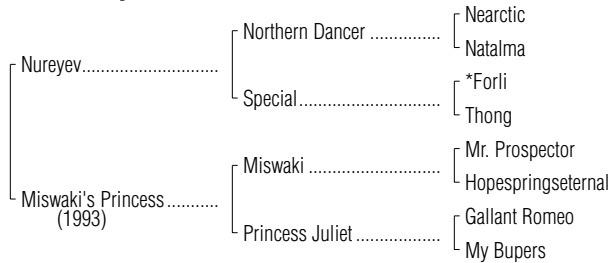 Nearctic
Northern Dancer
Natalma
Nureyev
*Forli
Special
Thong
Mr. Prospector
Miswaki
Hopespringseternal
Miswaki's Princess
(1993)
Gallant Romeo
Princess Juliet
My Bupers